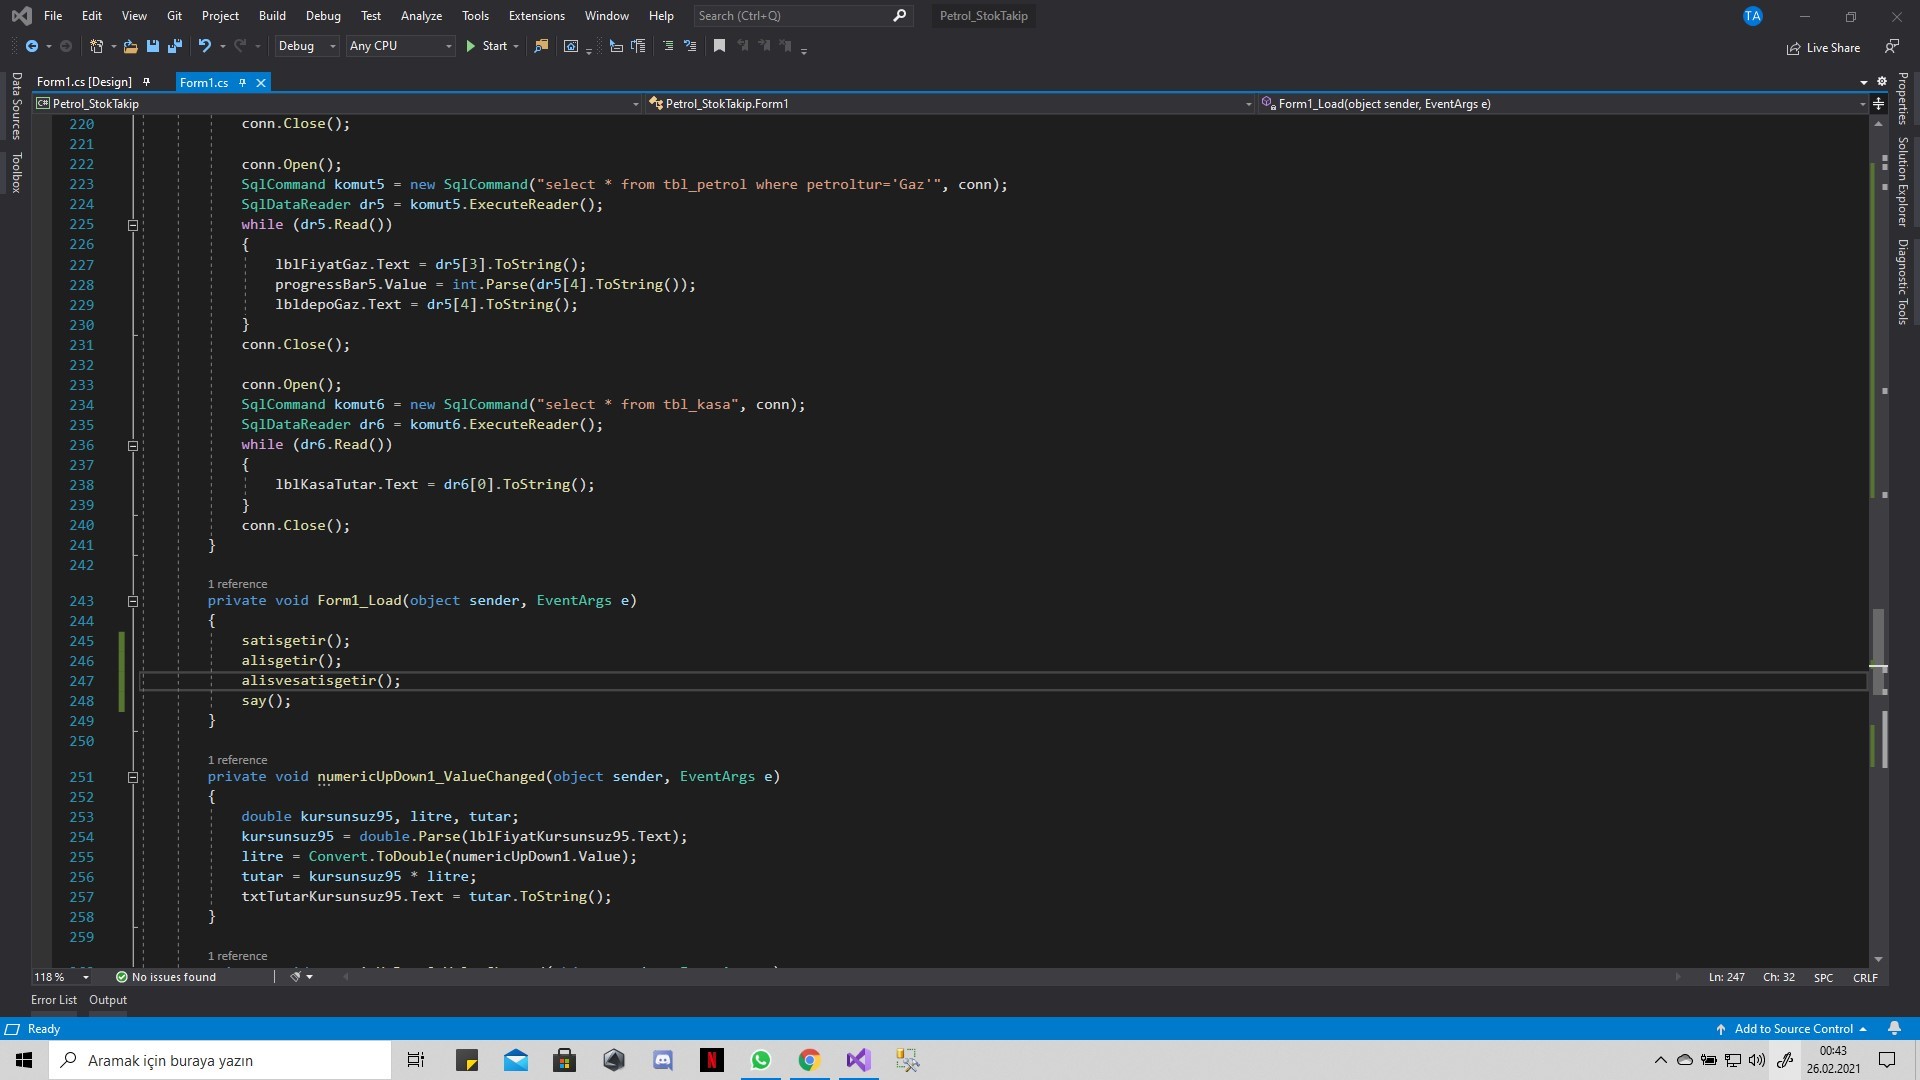 File Edit View Git Project Build Debug Test Analyze Tools Extensions Window Help Search (Ctrl+Q) Petrol_StokTakip TA
Debug Any CPU Start Live Share
Form1.cs [Design] Form1.cs
C# Petrol_StokTakip Petrol_StokTakip.Form1 Form1_Load(object sender, EventArgs e)
Data Sources
Toolbox
Properties
Solution Explorer
Diagnostic Tools
220 conn.Close();
221
222 conn.Open();
223 SqlCommand komut5 = new SqlCommand("select * from tbl_petrol where petroltur='Gaz'", conn);
224 SqlDataReader dr5 = komut5.ExecuteReader();
225 while (dr5.Read())
226 {
227 lblFiyatGaz.Text = dr5[3].ToString();
228 progressBar5.Value = int.Parse(dr5[4].ToString());
229 lbldepoGaz.Text = dr5[4].ToString();
230 }
231 conn.Close();
232
233 conn.Open();
234 SqlCommand komut6 = new SqlCommand("select * from tbl_kasa", conn);
235 SqlDataReader dr6 = komut6.ExecuteReader();
236 while (dr6.Read())
237 {
238 lblKasaTutar.Text = dr6[0].ToString();
239 }
240 conn.Close();
241 }
242
1 reference
243 private void Form1_Load(object sender, EventArgs e)
244 {
245 satisgetir();
246 alisgetir();
247 alisvesatisgetir();
248 say();
249 }
250
1 reference
251 private void numericUpDown1_ValueChanged(object sender, EventArgs e)
252 {
253 double kursunsuz95, litre, tutar;
254 kursunsuz95 = double.Parse(lblFiyatKursunsuz95.Text);
255 litre = Convert.ToDouble(numericUpDown1.Value);
256 tutar = kursunsuz95 * litre;
257 txtTutarKursunsuz95.Text = tutar.ToString();
258 }
259
1 reference
118 % No issues found Ln: 247 Ch: 32 SPC CRLF
Error List Output
Ready Add to Source Control
Aramak için buraya yazın N 00:43
26.02.2021